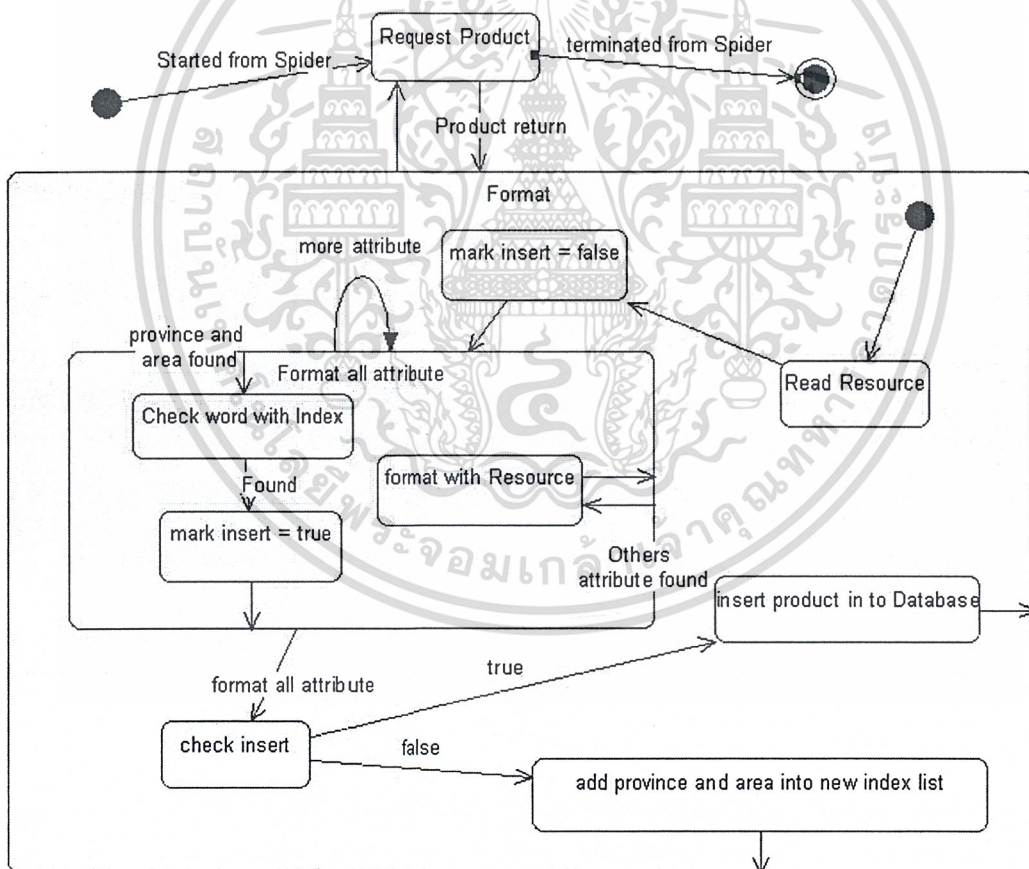 Request Product
Started from Spider
terminated from Spider
Product return
Format
more attribute
mark insert = false
province and
area found
Format all attribute
Read Resource
Check word with Index
format with Resource
Found
mark insert = true
Others
attribute found
insert product in to Database
true
format all attribute
check insert
false
add province and area into new index list